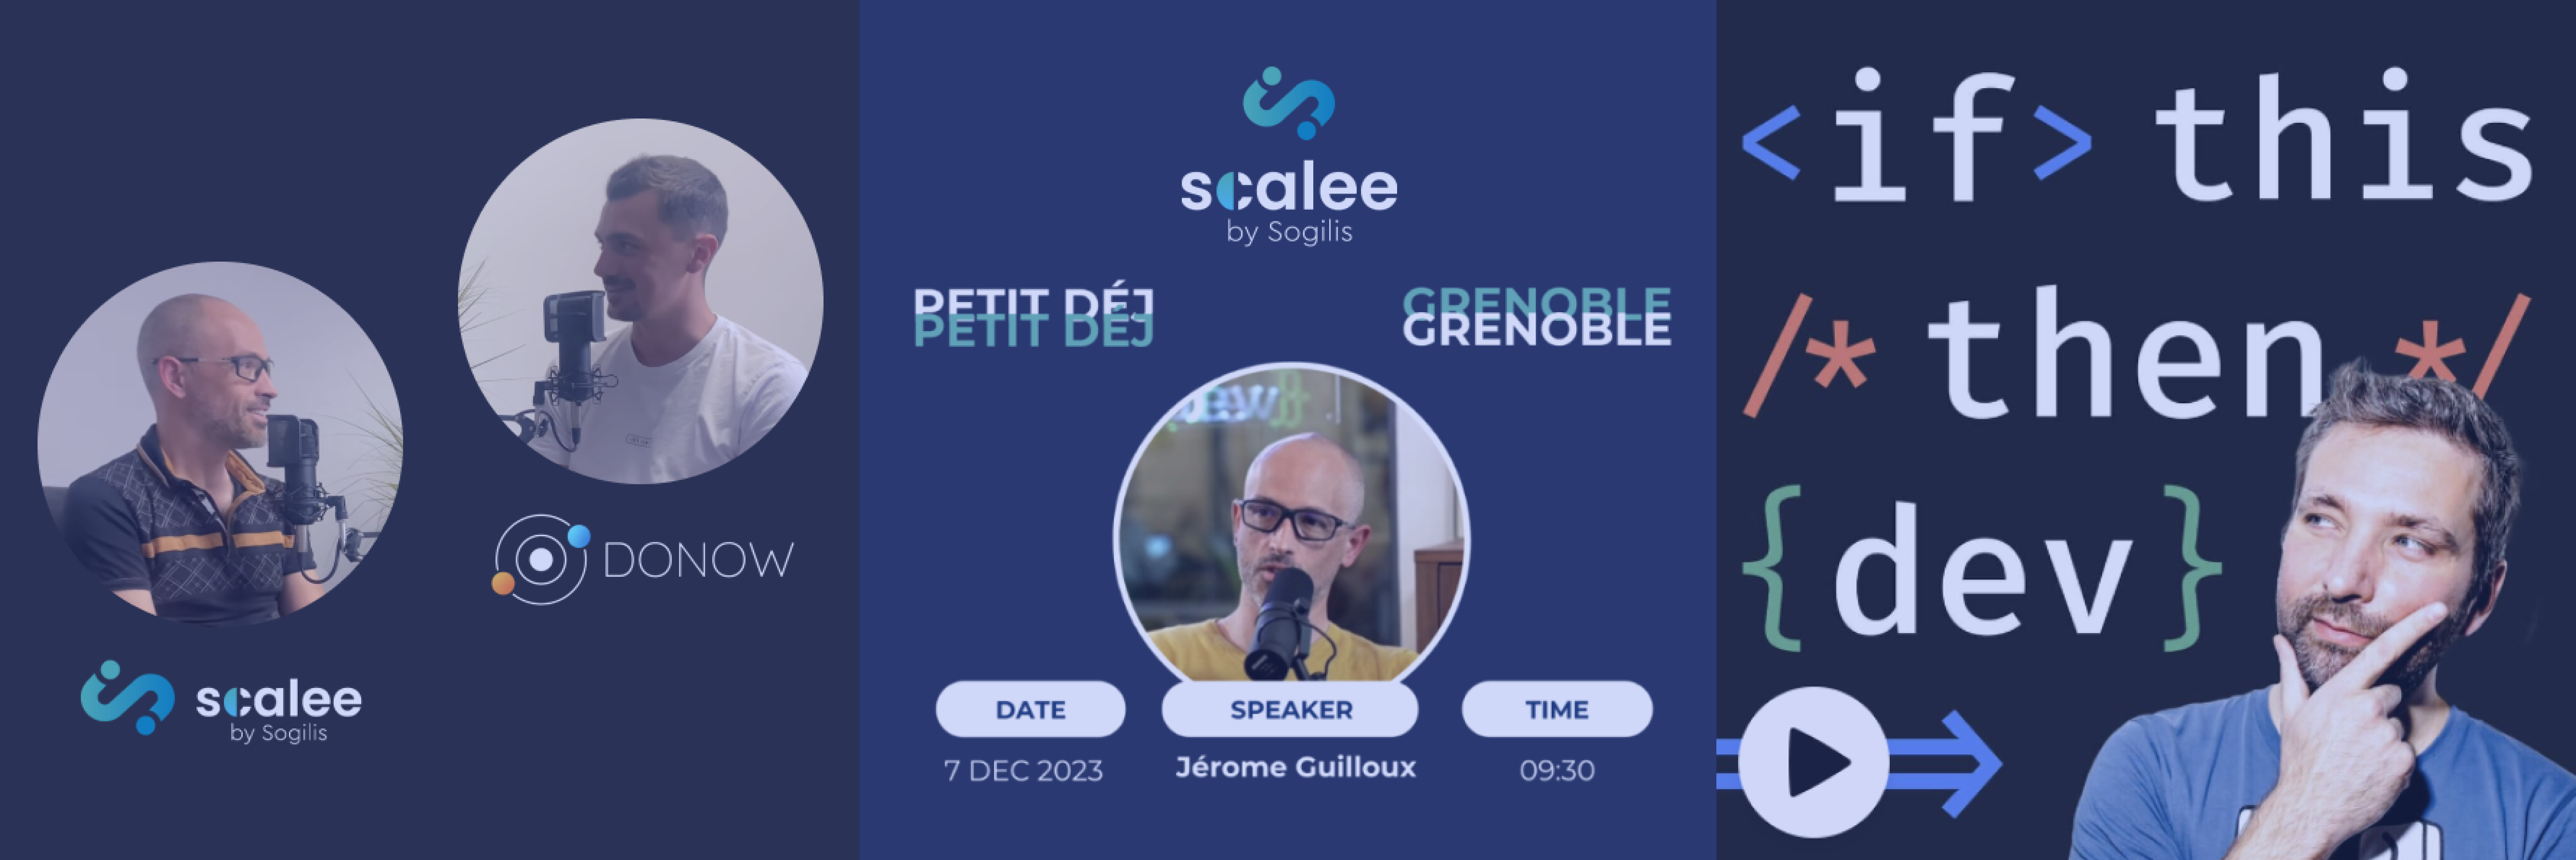 DONOW
scalee
by Sogilis
scalee
by Sogilis
PETIT DÉJ
PETIT DÉJ
GRENOBLE
GRENOBLE
DATE
7 DEC 2023
SPEAKER
Jérome Guilloux
TIME
09:30
<if> this
/* then */
{dev}